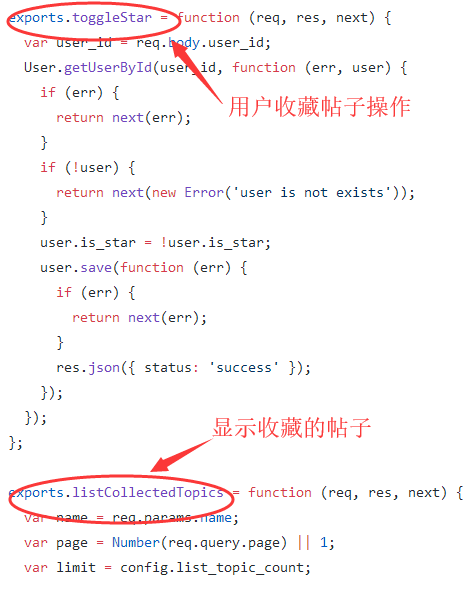 exports.toggleStar = function (req, res, next) {
var user_id = req.body.user_id;
User.getUserById(user_id, function (err, user) {
if (err) {
return next(err);
用户收藏帖子操作
}
if (!user) {
return next(new Error('user is not exists'));
}
user.is_star = !user.is_star;
user.save(function (err) {
if (err) {
return next(err);
}
res.json({ status: 'success' });
});
});
};
显示收藏的帖子
exports.listCollectedTopics = function (req, res, next) {
var name = req.params.name;
var page = Number(req.query.page) || 1;
var limit = config.list_topic_count;